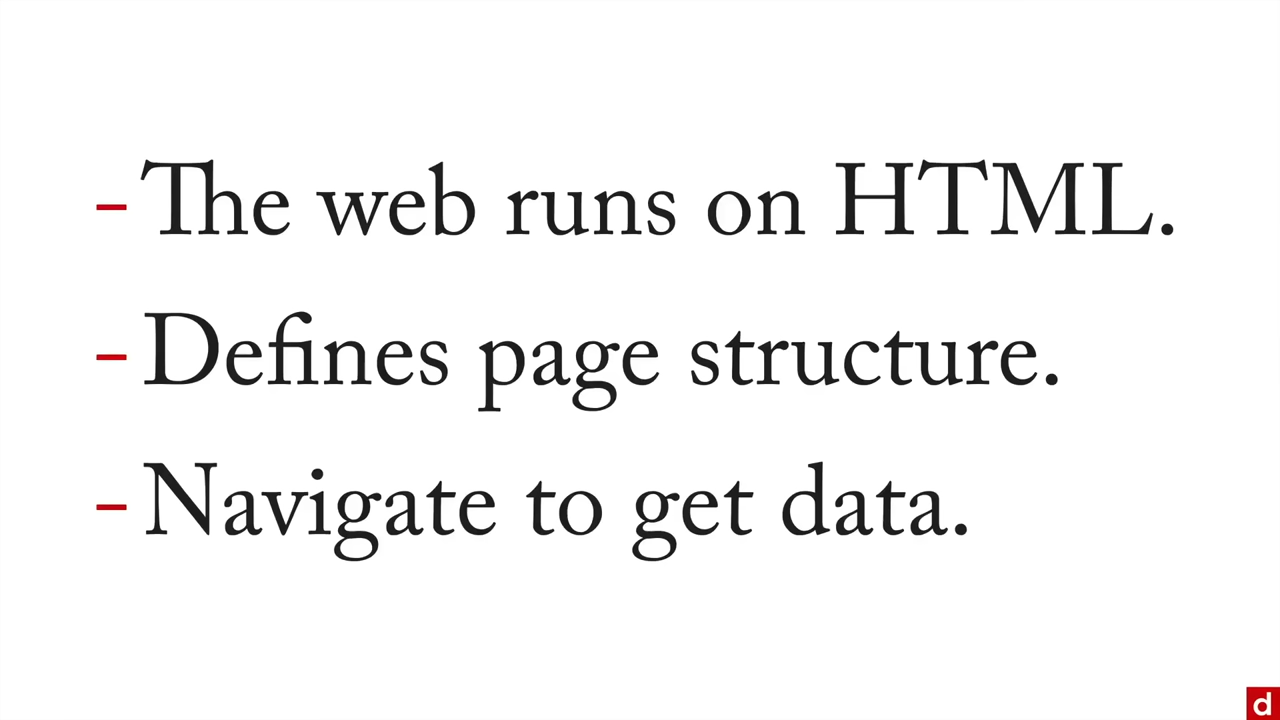 - The web runs on HTML.
- Defines page structure.
- Navigate to get data.
d